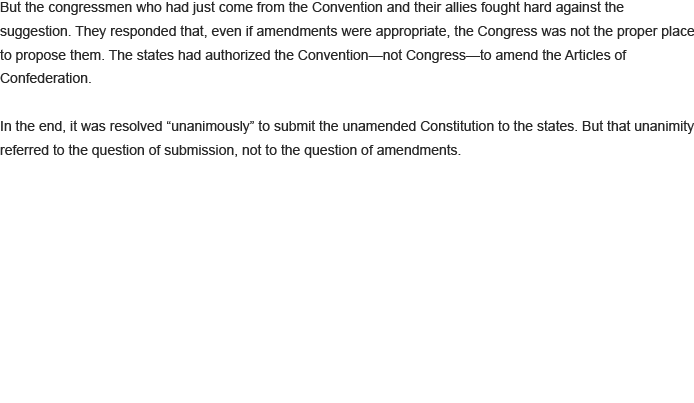 But the congressmen who had just come from the Convention and their allies fought hard against the
suggestion. They responded that, even if amendments were appropriate, the Congress was not the proper place
to propose them. The states had authorized the Convention—not Congress—to amend the Articles of
Confederation.
In the end, it was resolved “unanimously” to submit the unamended Constitution to the states. But that unanimity
referred to the question of submission, not to the question of amendments.